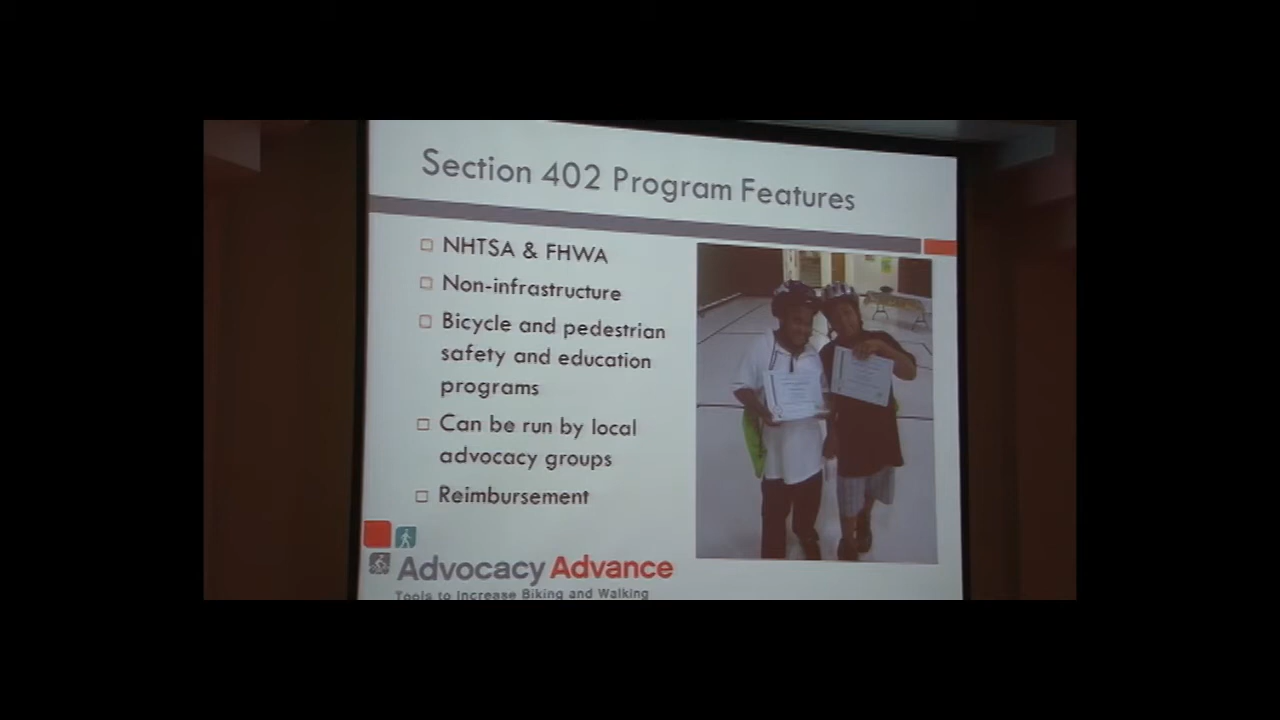 Section 402 Program Features
NHTSA & FHWA
Non-infrastructure
Bicycle and pedestrian
safety and education
programs
Can be run by local
advocacy groups
Reimbursement
Advocacy Advance
Tools to Increase Biking and Walking